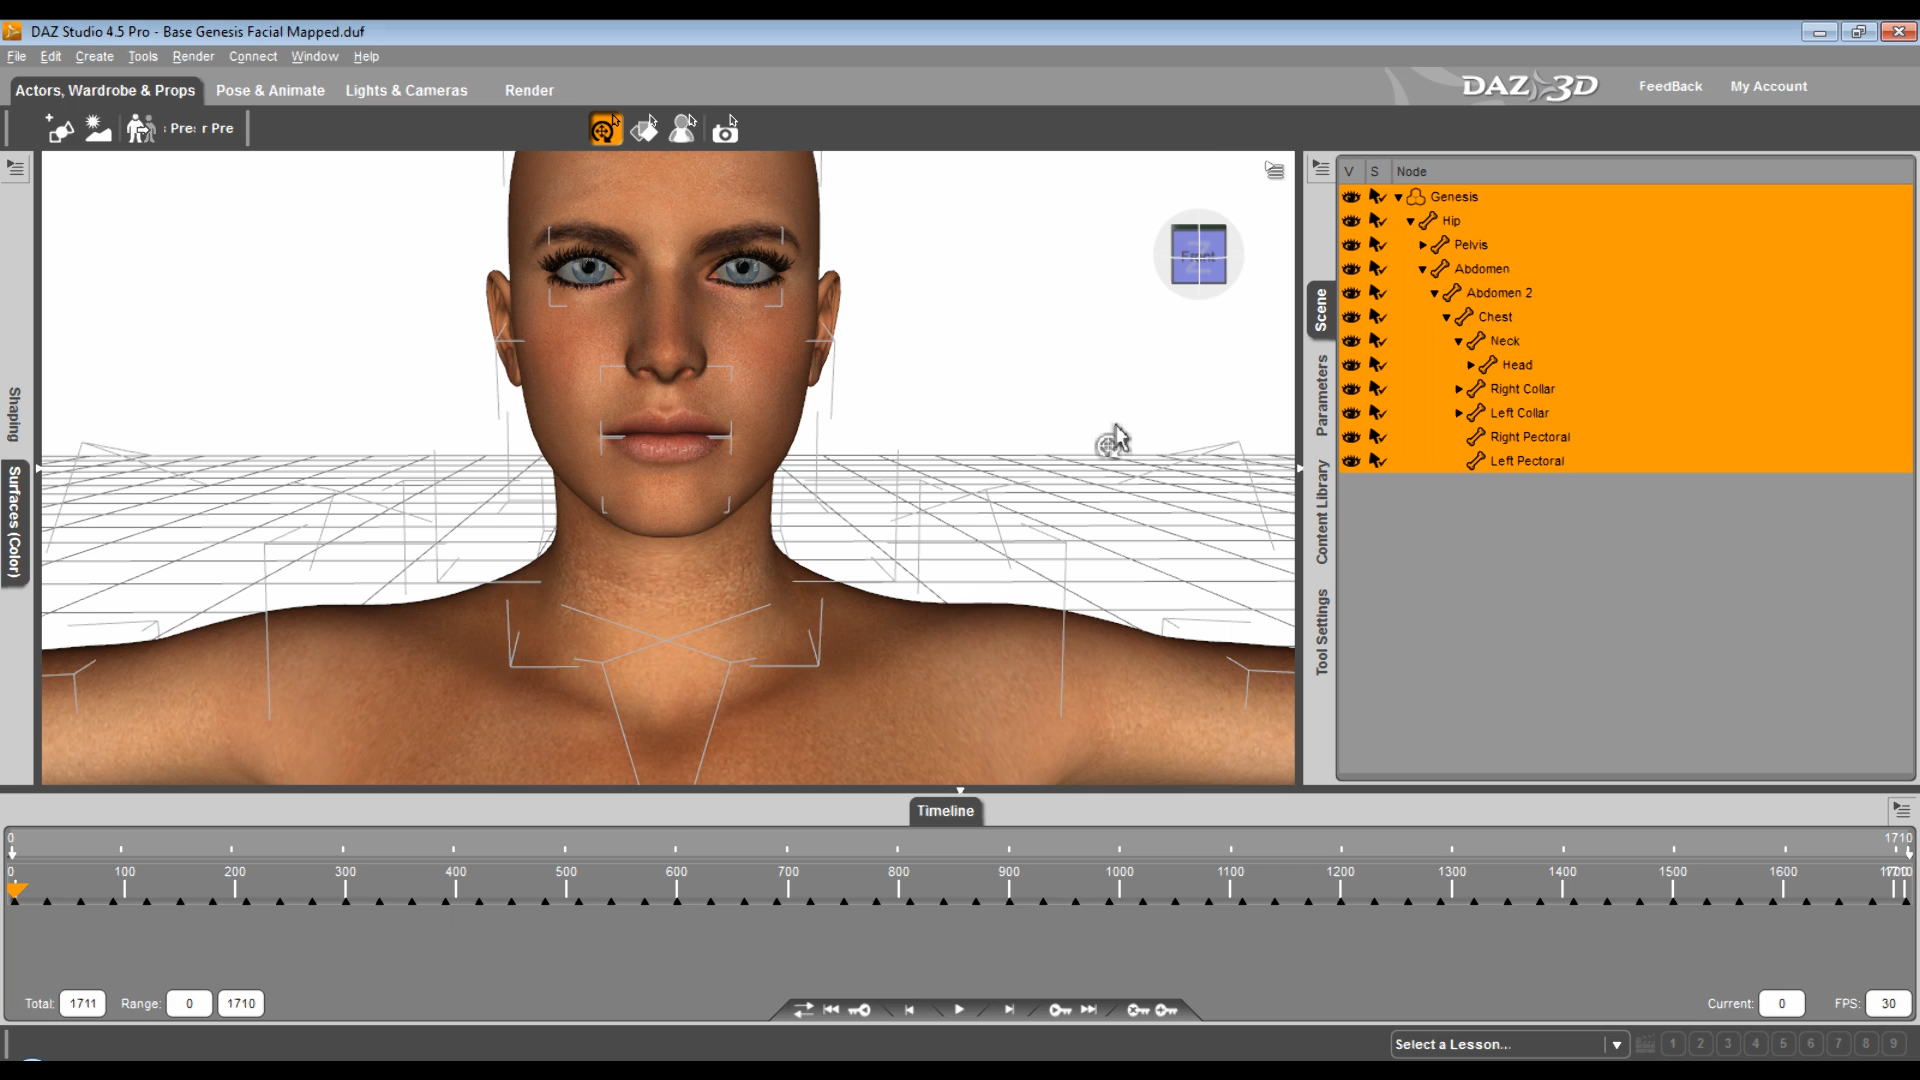 DAZ Studio 4.5 Pro - Base Genesis Facial Mapped.duf
File Edit Create Tools Render Connect Window Help
Actors, Wardrobe & Props Pose & Animate Lights & Cameras Render
DAZ 3D FeedBack My Account
: Pre: r Pre
V S Node
Genesis
Hip
Pelvis
Abdomen
Abdomen 2
Chest
Neck
Head
Right Collar
Left Collar
Right Pectoral
Left Pectoral
Front
Shaping
Surfaces (Color)
Scene
Parameters
Content Library
Tool Settings
Timeline
0 1710
0 100 200 300 400 500 600 700 800 900 1000 1100 1200 1300 1400 1500 1600
Total: 1711 Range: 0 1710 Current: 0 FPS: 30
Select a Lesson... 1 2 3 4 5 6 7 8 9